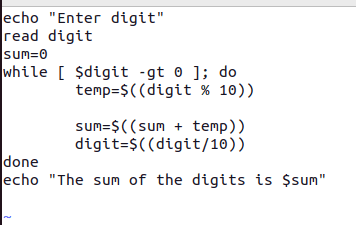 echo "Enter digit"
read digit
sum=0
while [ $digit -gt 0 ]; do
        temp=$((digit % 10))

        sum=$((sum + temp))
        digit=$((digit/10))
done
echo "The sum of the digits is $sum"

~